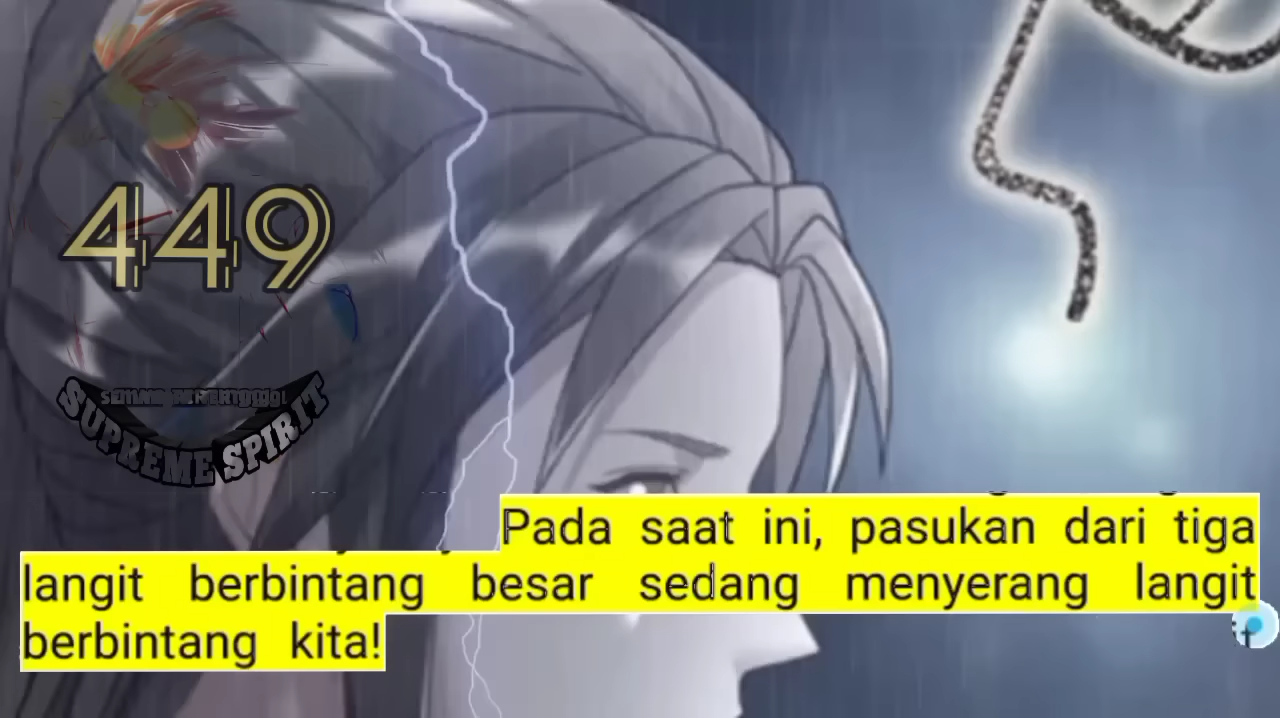 449
SUPREME SPIRIT
Pada saat ini, pasukan dari tiga
langit berbintang besar sedang menyerang langit
berbintang kita!